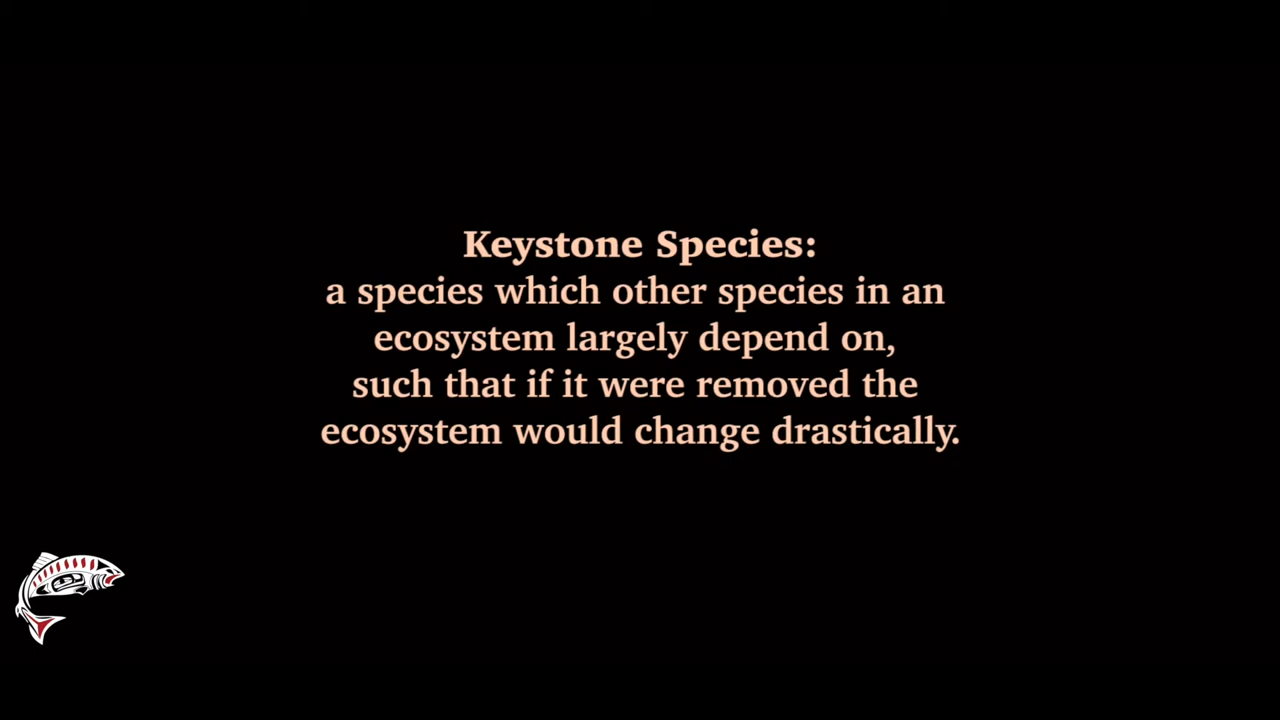 Keystone Species:
a species which other species in an
ecosystem largely depend on,
such that if it were removed the
ecosystem would change drastically.